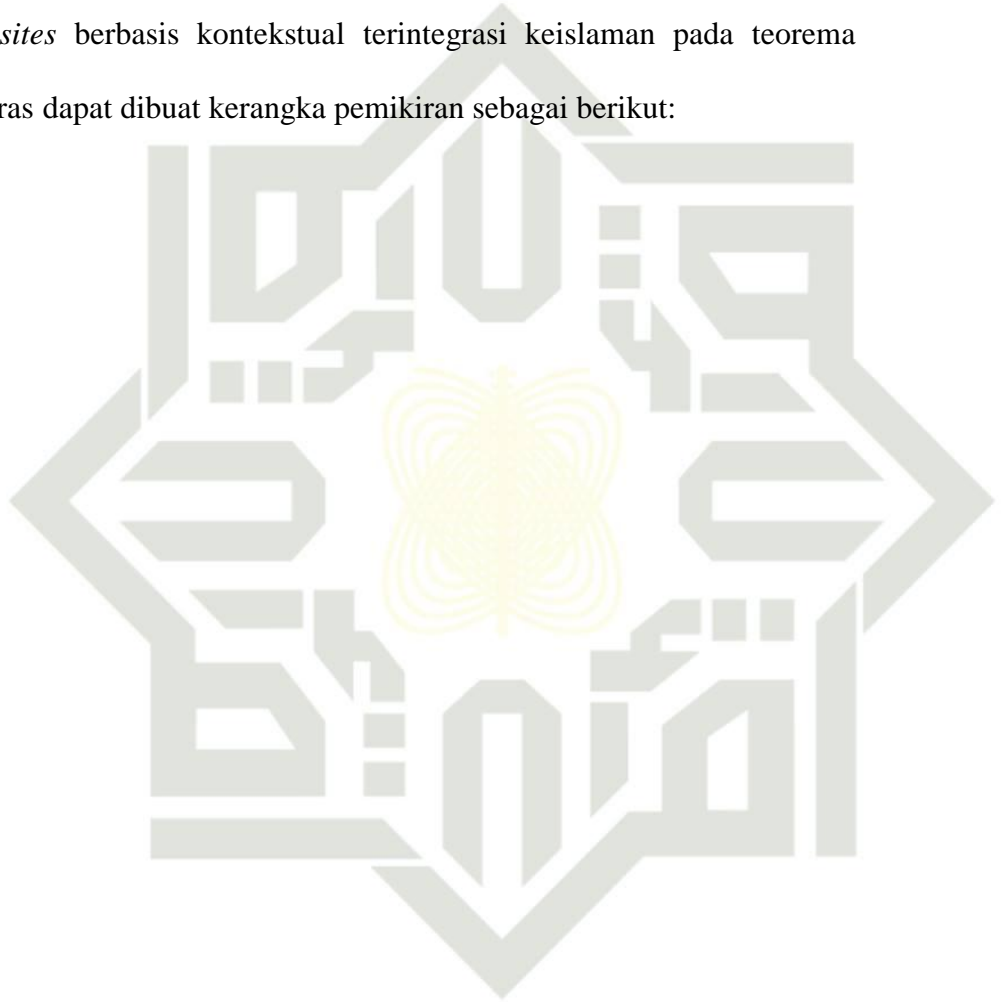 sites berbasis kontekstual terintegrasi keislaman pada teorema
ras dapat dibuat kerangka pemikiran sebagai berikut: